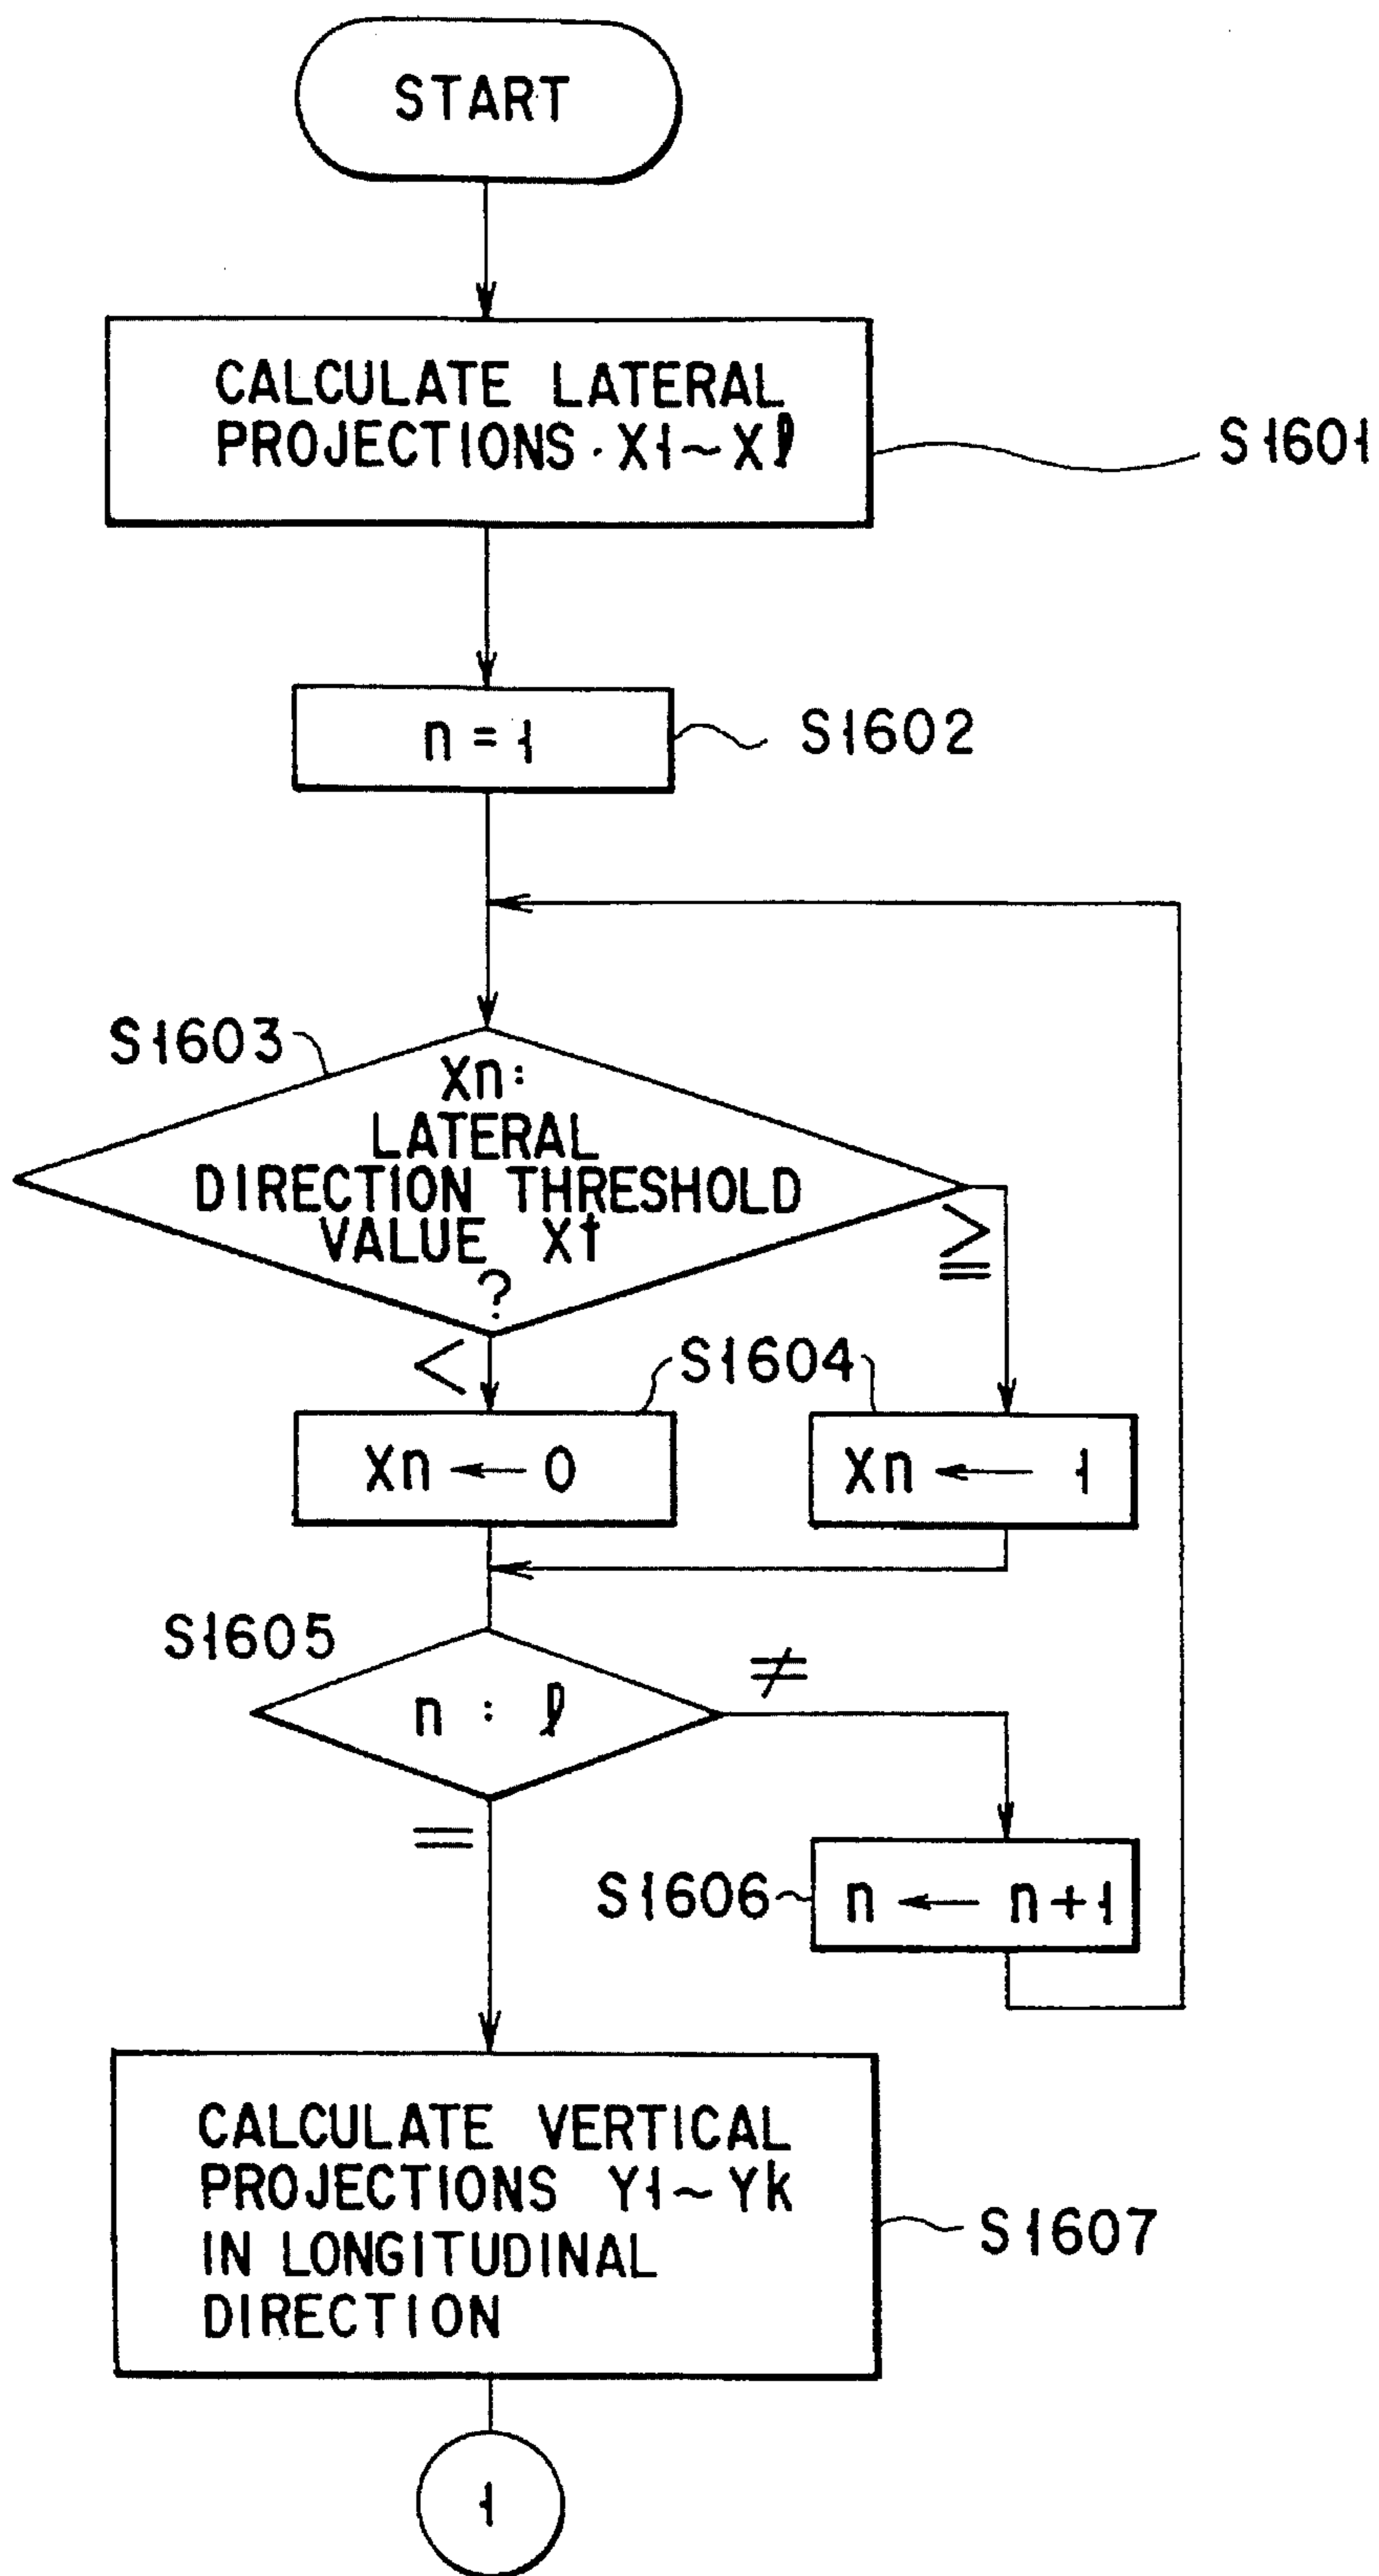 START
CALCULATE LATERAL
PROJECTIONS X1~Xℓ
S1601
n = 1
S1602
S1603
Xn:
LATERAL
DIRECTION THRESHOLD
VALUE Xt
?
≧
<
S1604
Xn ← 0
Xn ← 1
S1605
n : ℓ
≠
=
S1606
n ← n+1
CALCULATE VERTICAL
PROJECTIONS Y1~Yk
IN LONGITUDINAL
DIRECTION
S1607
1